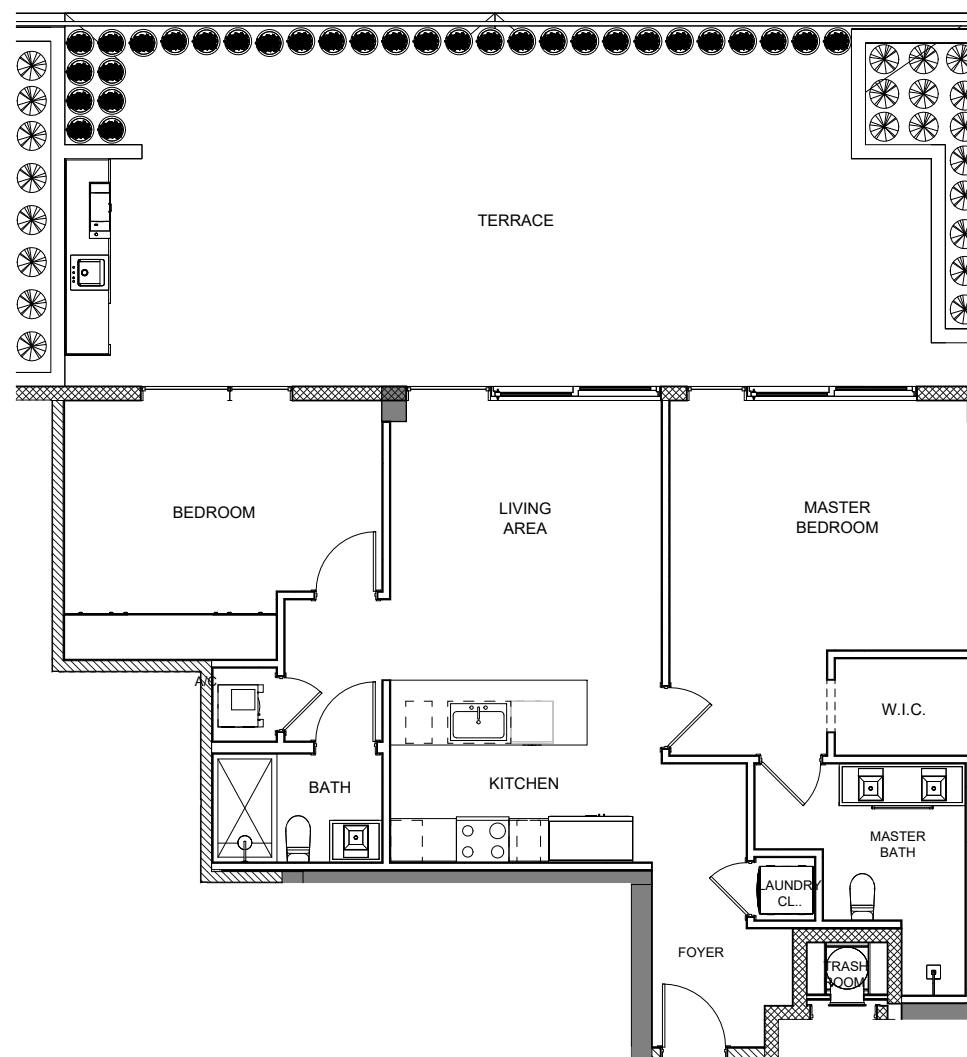 TERRACE
BEDROOM
LIVING
AREA
MASTER
BEDROOM
A/C
W.I.C.
BATH
KITCHEN
MASTER
BATH
LAUNDRY
CL..
FOYER
TRASH
ROOM